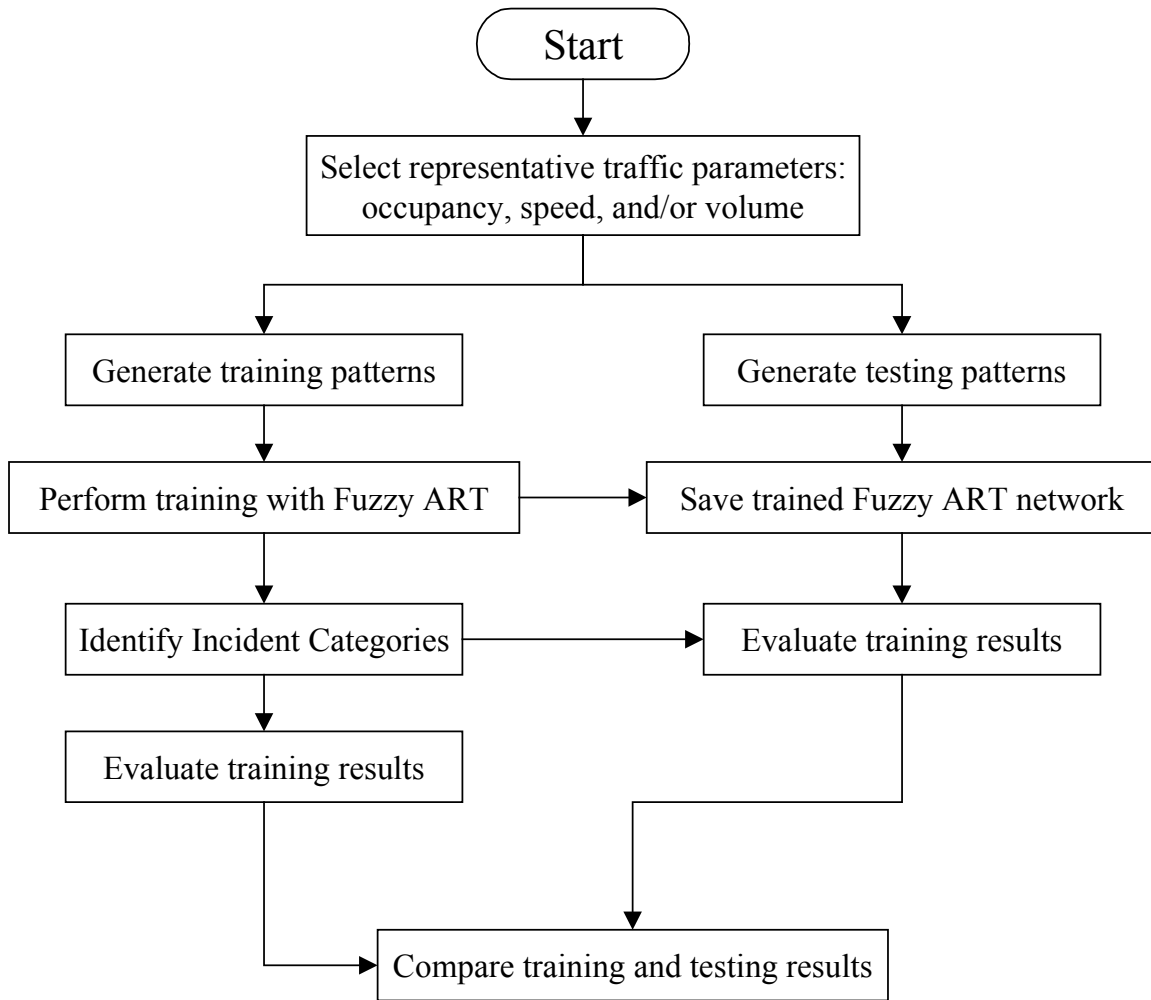 Start
Select representative traffic parameters:
occupancy, speed, and/or volume
Generate training patterns
Generate testing patterns
Perform training with Fuzzy ART
Save trained Fuzzy ART network
Identify Incident Categories
Evaluate training results
Evaluate training results
Compare training and testing results